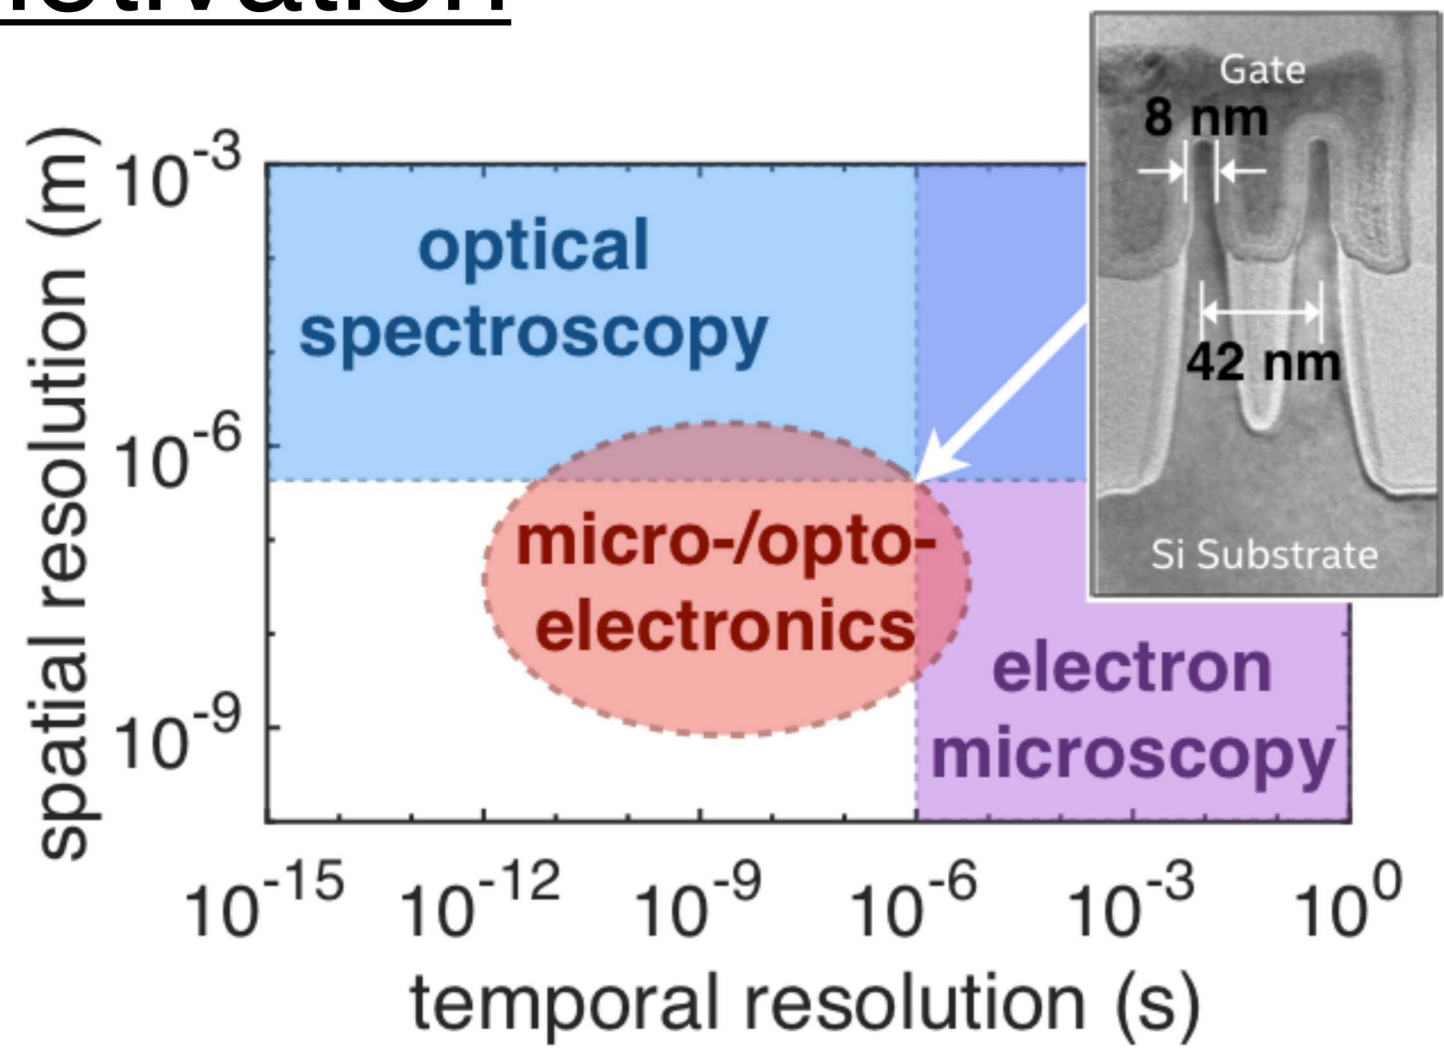 Gate
8 nm
42 nm
Si Substrate
spatial resolution (m)
10^-3
10^-6
10^-9
optical
spectroscopy
micro-/opto-
electronics
electron
microscopy
10^-15 10^-12 10^-9 10^-6 10^-3 10^0
temporal resolution (s)